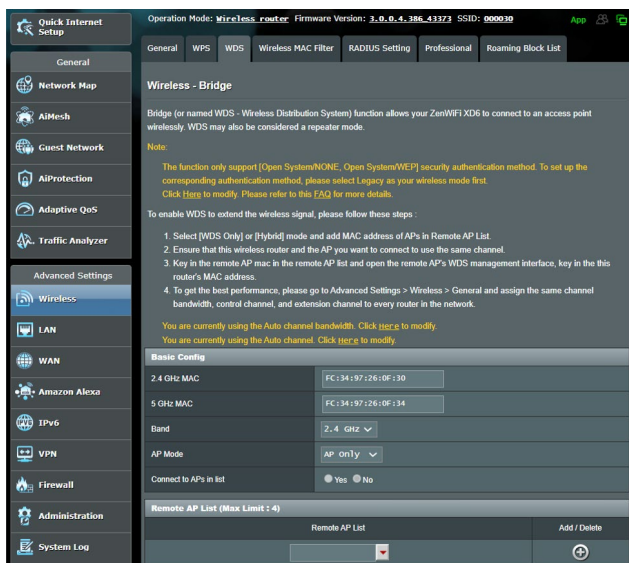 Quick Internet
Setup
Operation Mode: Wireless router Firmware Version: 3.0.0.4.386_43373 SSID: 000030 App
General WPS WDS Wireless MAC Filter RADIUS Setting Professional Roaming Block List
General
Network Map
AiMesh
Guest Network
AiProtection
Adaptive QoS
Traffic Analyzer
Advanced Settings
Wireless
LAN
WAN
Amazon Alexa
IPv6
VPN
Firewall
Administration
System Log
Wireless - Bridge
Bridge (or named WDS - Wireless Distribution System) function allows your ZenWiFi XD6 to connect to an access point
wirelessly. WDS may also be considered a repeater mode.
Note:
The function only support [Open System/NONE, Open System/WEP] security authentication method. To set up the
corresponding authentication method, please select Legacy as your wireless mode first.
Click Here to modify. Please refer to this FAQ for more details.
To enable WDS to extend the wireless signal, please follow these steps :
1. Select [WDS Only] or [Hybrid] mode and add MAC address of APs in Remote AP List.
2. Ensure that this wireless router and the AP you want to connect to use the same channel.
3. Key in the remote AP mac in the remote AP list and open the remote AP's WDS management interface, key in the this
router's MAC address.
4. To get the best performance, please go to Advanced Settings > Wireless > General and assign the same channel
bandwidth, control channel, and extension channel to every router in the network.
You are currently using the Auto channel bandwidth. Click Here to modify.
You are currently using the Auto channel. Click Here to modify.
Basic Config
2.4 GHz MAC FC:34:97:26:0F:30
5 GHz MAC FC:34:97:26:0F:34
Band 2.4 GHz
AP Mode AP Only
Connect to APs in list Yes No
Remote AP List (Max Limit : 4)
Remote AP List Add / Delete